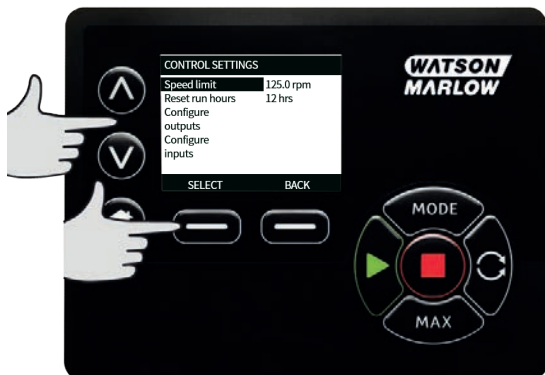 CONTROL SETTINGS
WATSON
MARLOW
Speed limit 125.0 rpm
Reset run hours 12 hrs
Configure
outputs
Configure
inputs
SELECT BACK
MODE
MAX